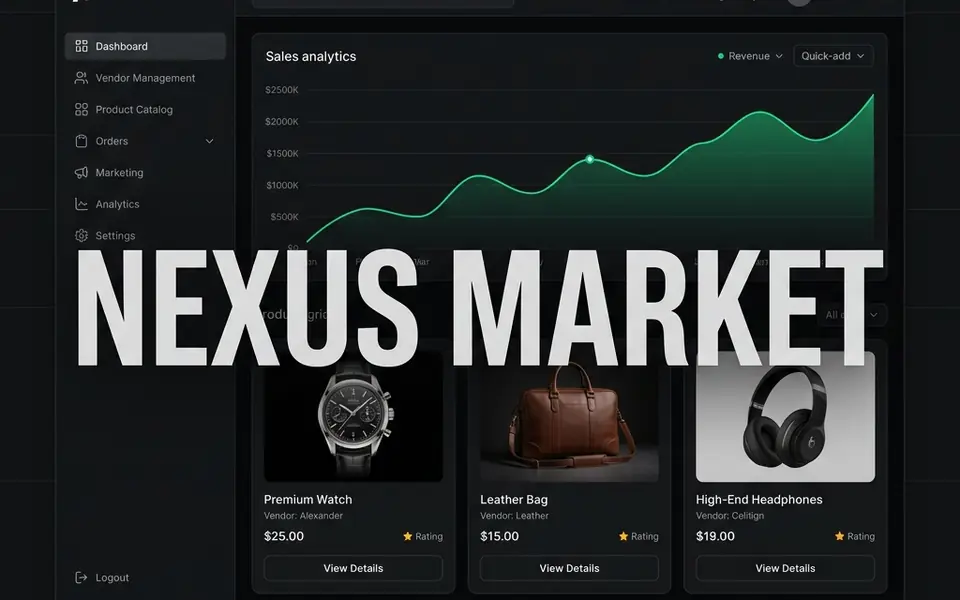 Dashboard
Vendor Management
Product Catalog
Orders
Marketing
Analytics
Settings
Logout
Sales analytics
Revenue
Quick-add
$2500K
$2000K
$1500K
$1000K
$500K
$0
NEXUS MARKET
Premium Watch
Vendor: Alexander
$25.00
Rating
View Details
Leather Bag
Vendor: Leather
$15.00
Rating
View Details
High-End Headphones
Vendor: Celitign
$19.00
Rating
View Details